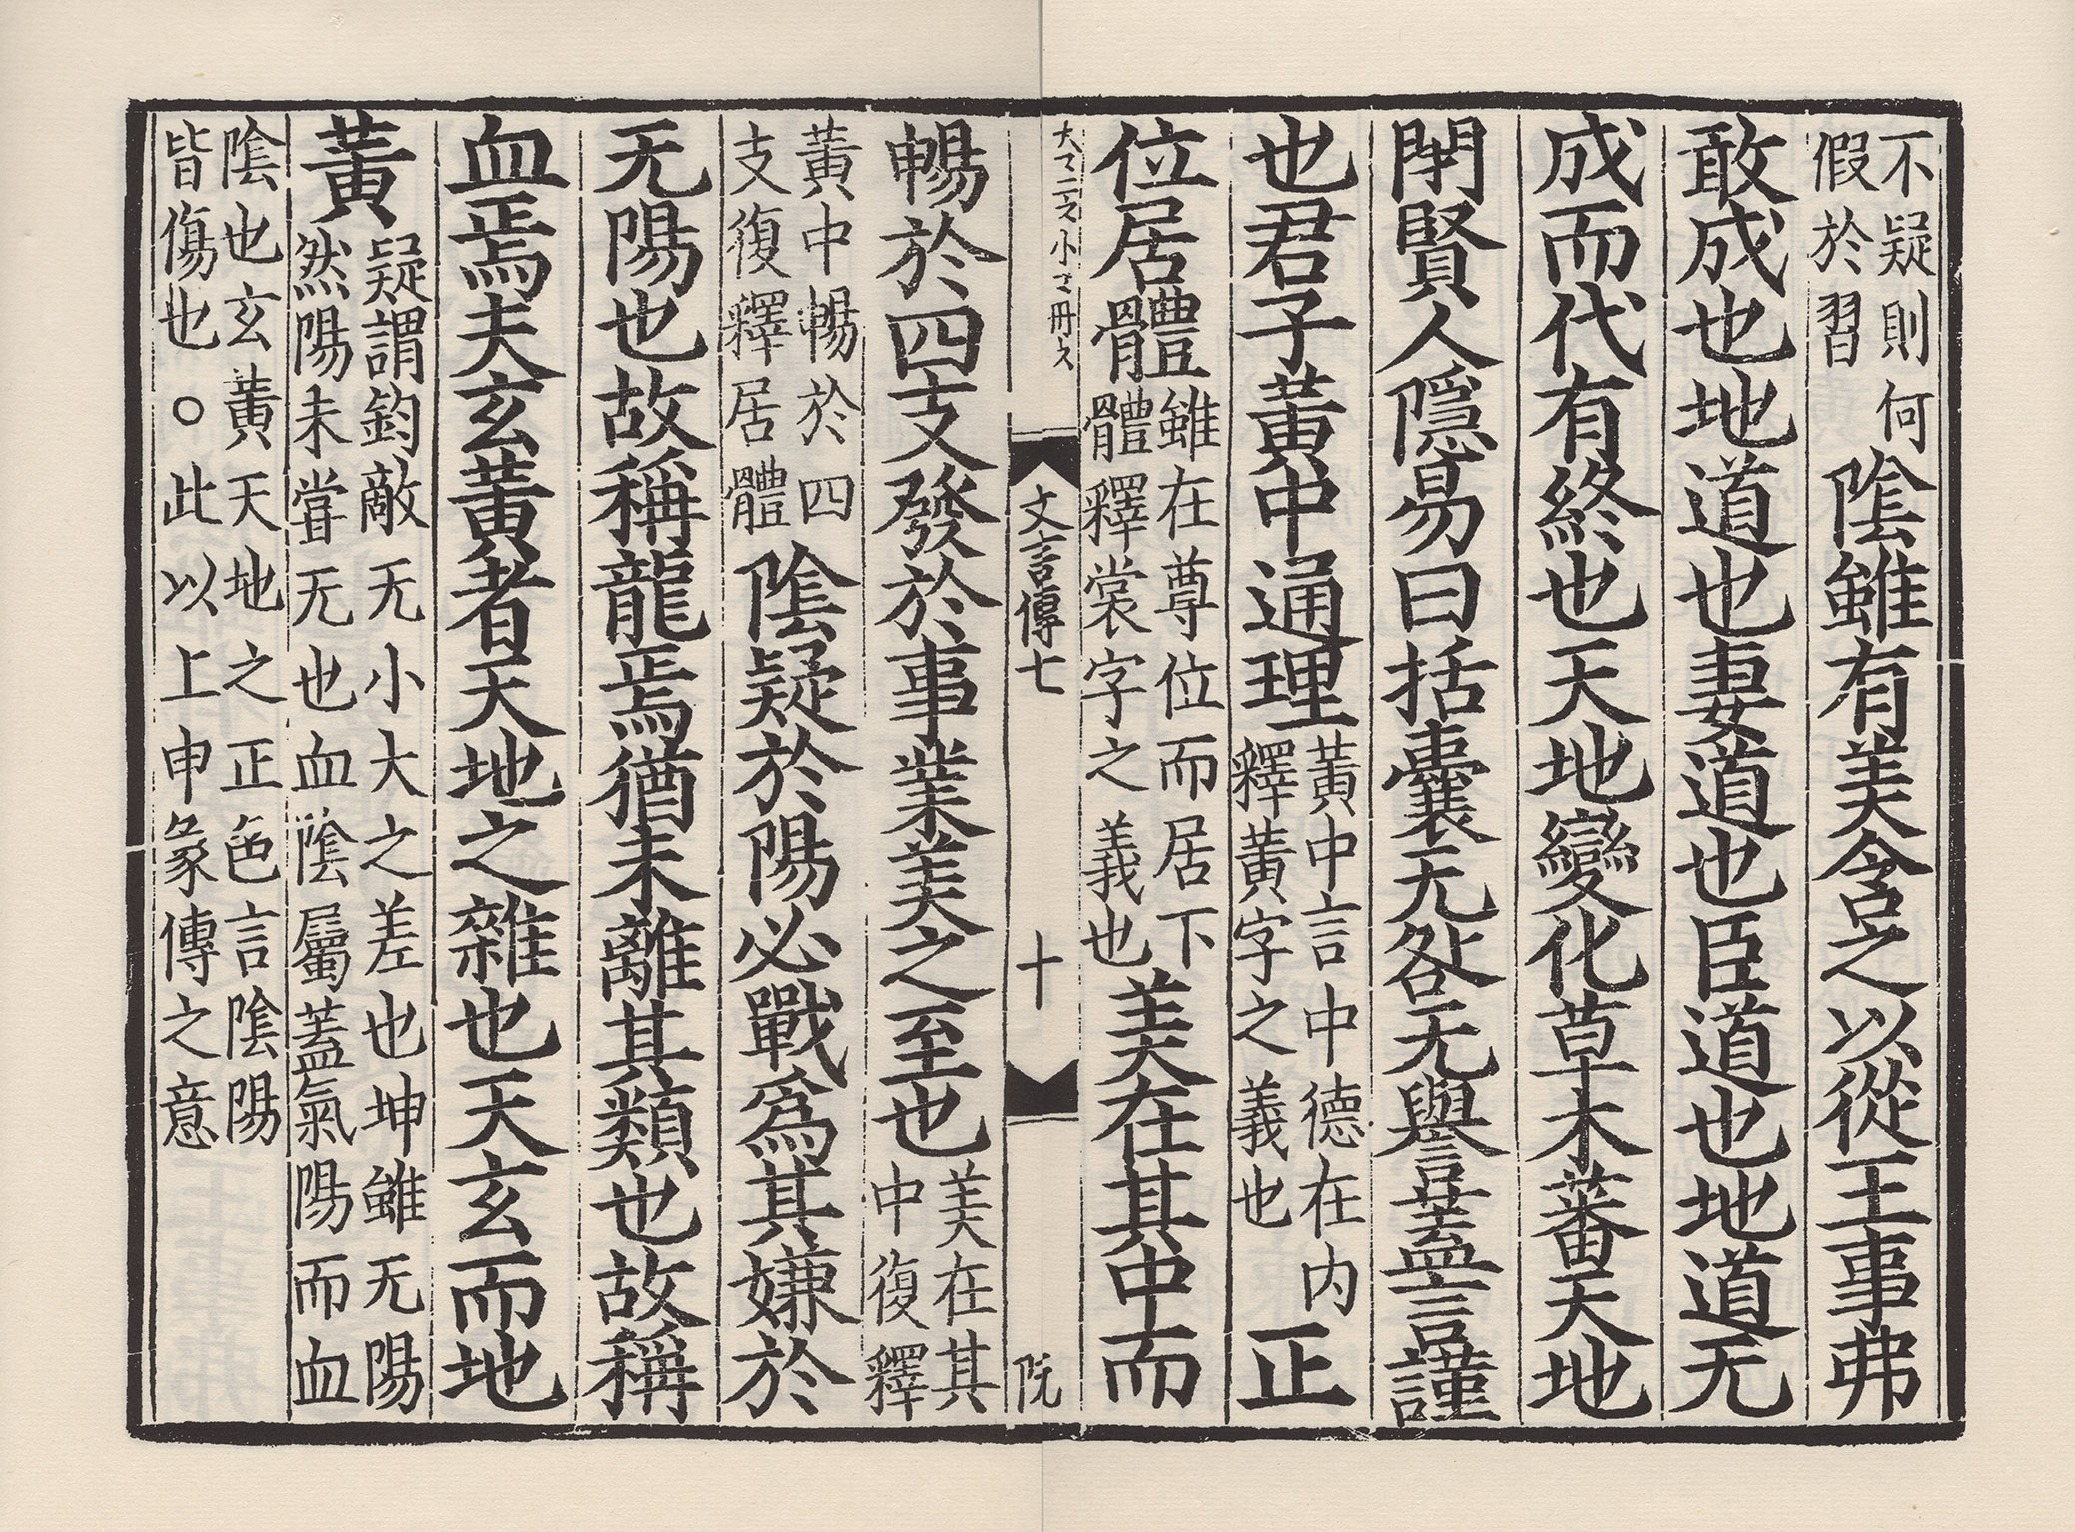 不疑則何
假於習
陰雖有美含之以從王事弗
敢成也地道也妻道也臣道也地道无
成而代有終也天地變化草木蕃天地
閉賢人隱易曰括囊无咎无譽蓋言謹
也君子黃中通理
黃中言中德在内
釋黃字之義也
正
位居體
雖在尊位而居下
體釋裳字之義也
美在其中而
文言傳七
十
阮
暢於四支發於事業美之至也
美在其
中復釋
黃中暢於四
支復釋居體
陰疑於陽必戰爲其嫌於
无陽也故稱龍焉猶未離其類也故稱
血焉夫玄黃者天地之雜也天玄而地
黃
疑謂鈞敵无小大之差也坤雖无陽
然陽未甞无也血陰屬蓋氣陽而血
陰也玄黃天地之正色言陰陽
皆傷也○此以上申彖傳之意